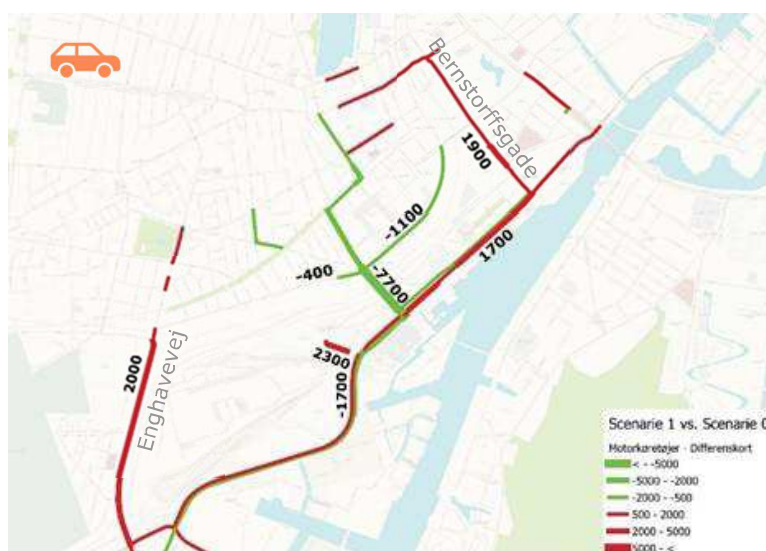 Bernstorffsgade
1900
-1100
1700
-400
-7700
2300
-1700
2000
Enghavevej
Scenarie 1 vs. Scenarie 0
Motorkøretøjer - Differenskort
< - -5000
-5000 - -2000
-2000 - -500
500 - 2000
2000 - 5000
5000 - <